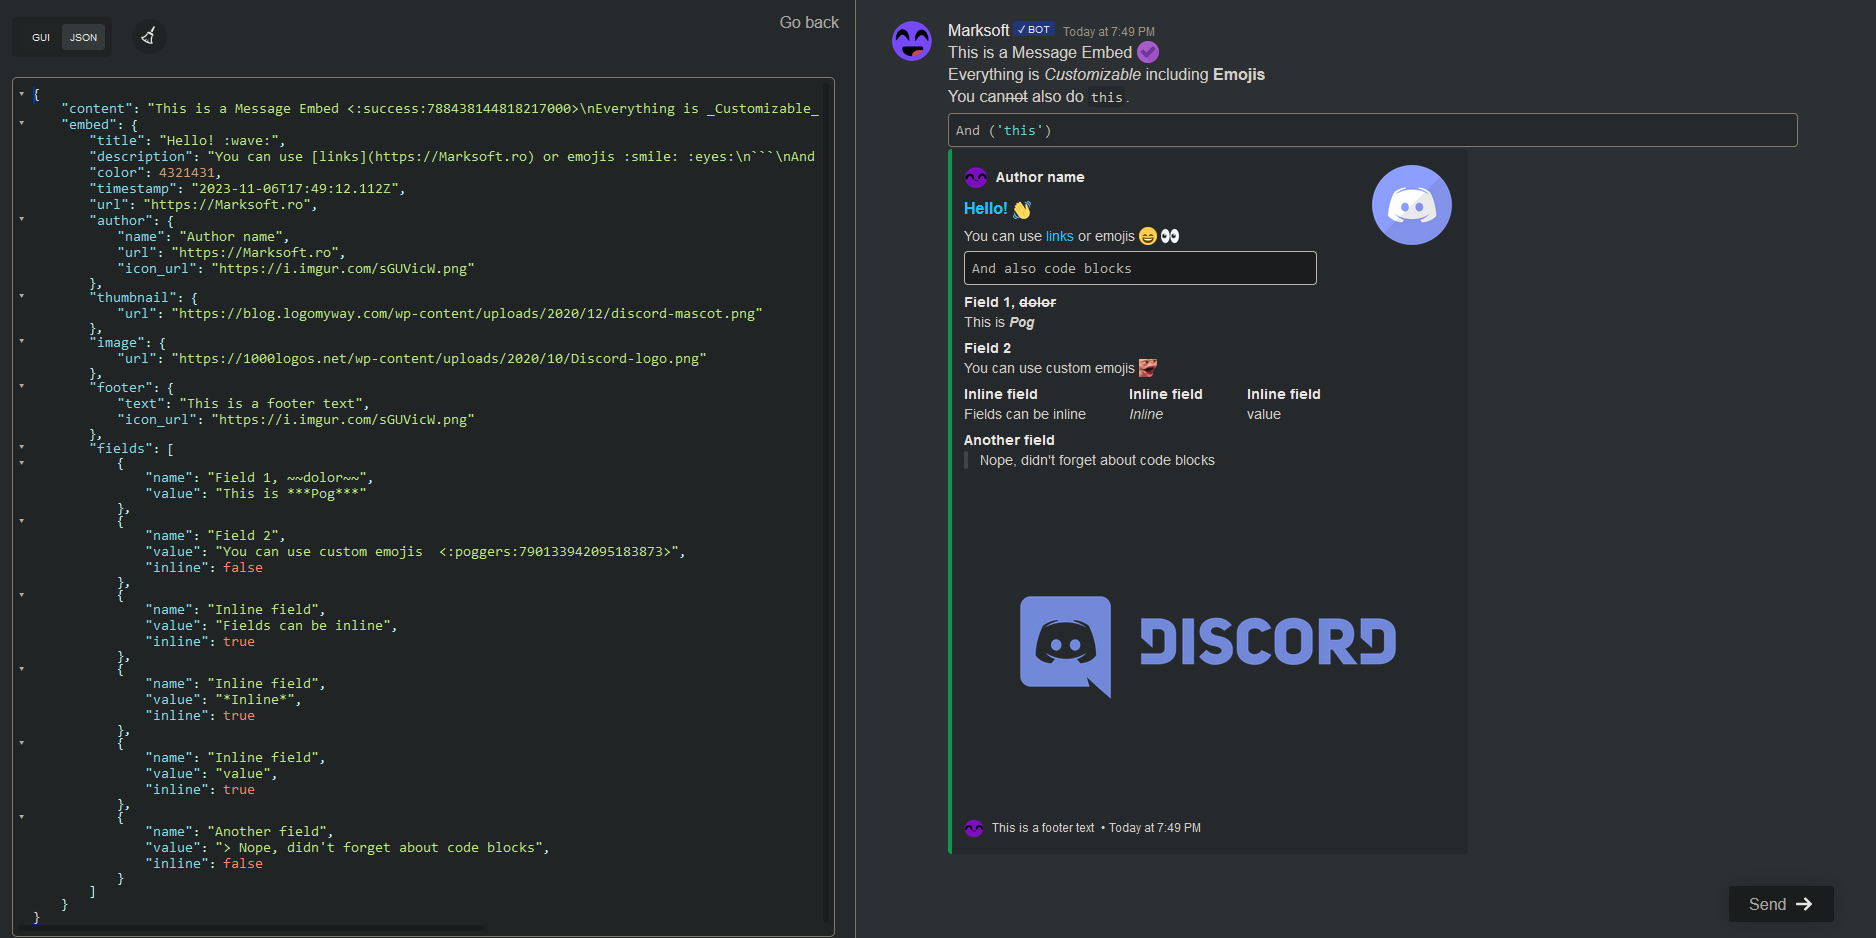 GUI JSON
Go back
{
"content": "This is a Message Embed <:success:788438144818217000>\nEverything is _Customizable_
"embed": {
"title": "Hello! :wave:",
"description": "You can use [links](https://Marksoft.ro) or emojis :smile: :eyes:\n```\nAnd
"color": 4321431,
"timestamp": "2023-11-06T17:49:12.112Z",
"url": "https://Marksoft.ro",
"author": {
"name": "Author name",
"url": "https://Marksoft.ro",
"icon_url": "https://i.imgur.com/sGUVicW.png"
},
"thumbnail": {
"url": "https://blog.logomyway.com/wp-content/uploads/2020/12/discord-mascot.png"
},
"image": {
"url": "https://1000logos.net/wp-content/uploads/2020/10/Discord-logo.png"
},
"footer": {
"text": "This is a footer text",
"icon_url": "https://i.imgur.com/sGUVicW.png"
},
"fields": [
{
"name": "Field 1, ~~dolor~~",
"value": "This is ***Pog***"
},
{
"name": "Field 2",
"value": "You can use custom emojis  <:poggers:790133942095183873>",
"inline": false
},
{
"name": "Inline field",
"value": "Fields can be inline",
"inline": true
},
{
"name": "Inline field",
"value": "*Inline*",
"inline": true
},
{
"name": "Inline field",
"value": "value",
"inline": true
},
{
"name": "Another field",
"value": "> Nope, didn't forget about code blocks",
"inline": false
}
]
}
}
Marksoft ✓ BOT Today at 7:49 PM
This is a Message Embed
Everything is Customizable including Emojis
You cannot also do this.
And ('this')
Author name
Hello! 👋
You can use links or emojis 😄 👀
And also code blocks
Field 1, dolor
This is Pog
Field 2
You can use custom emojis
Inline field Inline field Inline field
Fields can be inline Inline value
Another field
Nope, didn't forget about code blocks
DISCORD
This is a footer text • Today at 7:49 PM
Send →